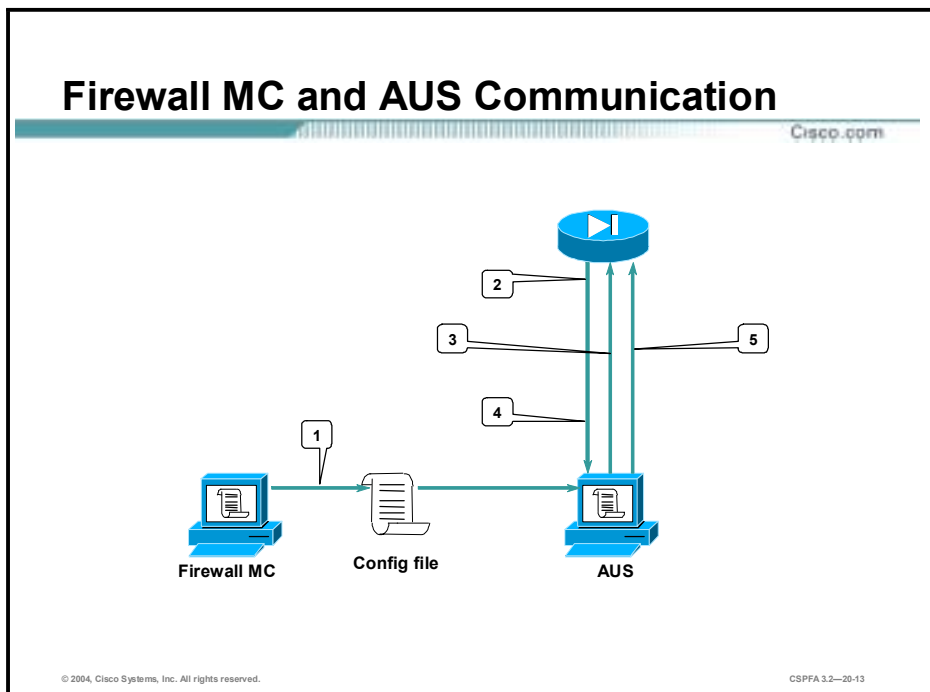 Firewall MC and AUS Communication
Cisco.com
2
3
5
4
1
Firewall MC
Config file
AUS
© 2004, Cisco Systems, Inc. All rights reserved.
CSPFA 3.2—20-13